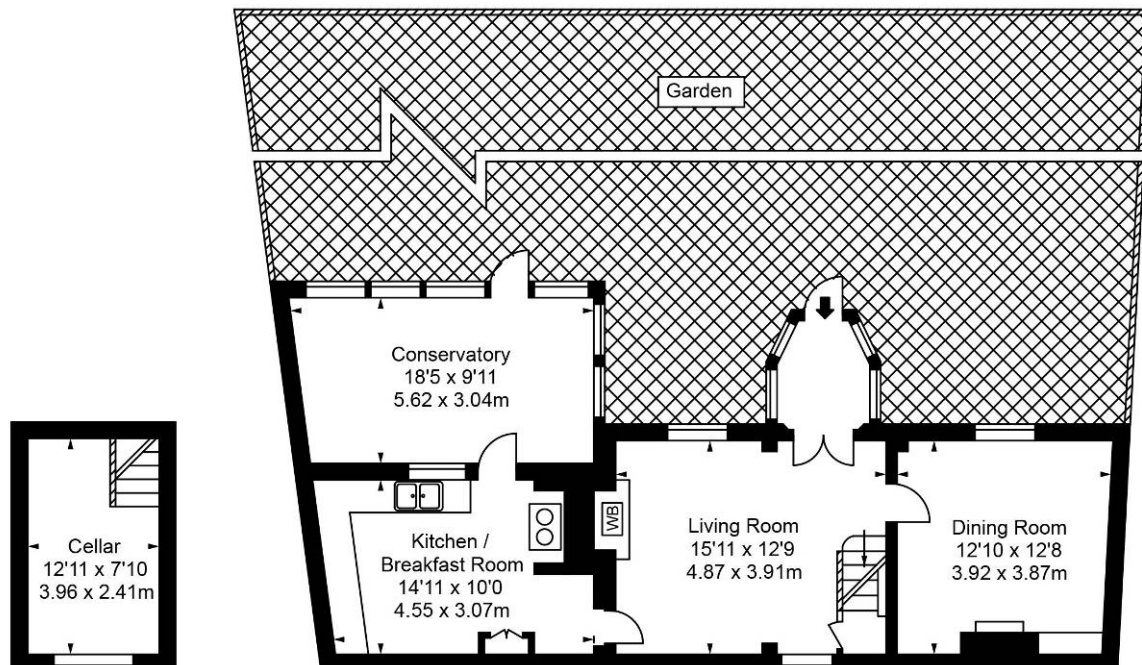 Garden
Conservatory
18'5 x 9'11
5.62 x 3.04m
Cellar
12'11 x 7'10
3.96 x 2.41m
Kitchen /
Breakfast Room
14'11 x 10'0
4.55 x 3.07m
WB
Living Room
15'11 x 12'9
4.87 x 3.91m
Dining Room
12'10 x 12'8
3.92 x 3.87m